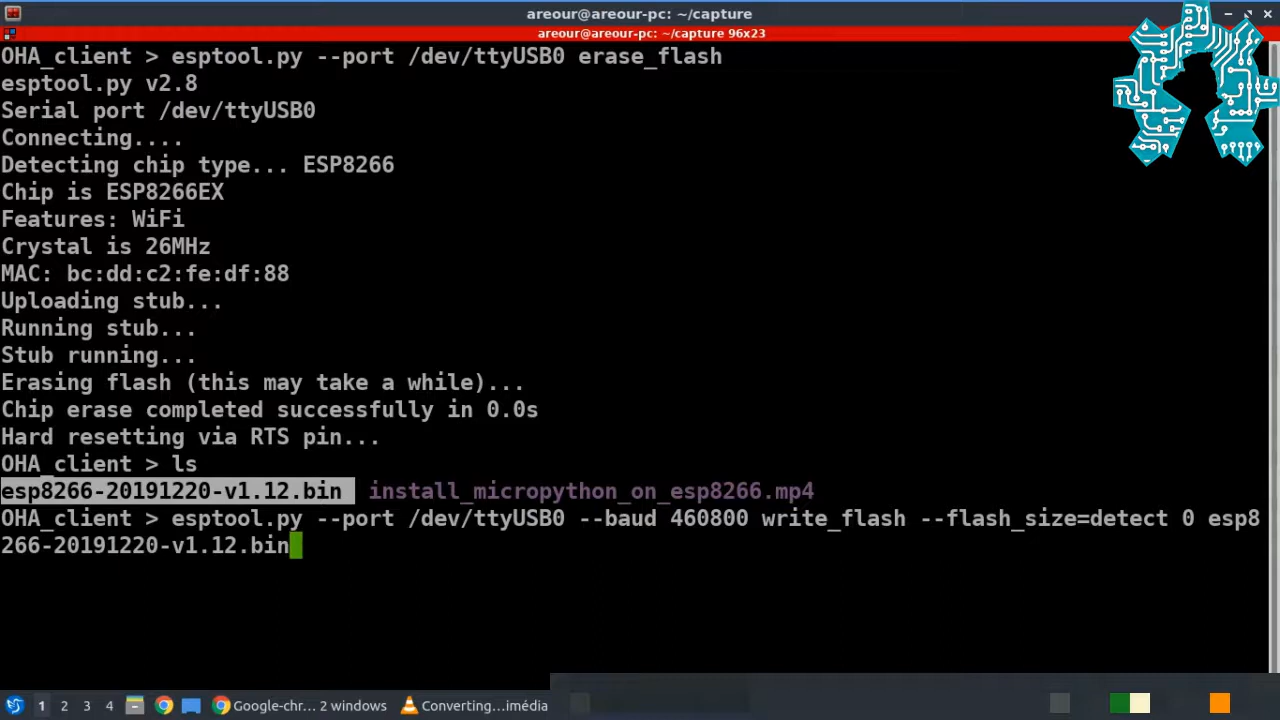 areour@areour-pc: ~/capture
areour@areour-pc: ~/capture 96x23
OHA_client > esptool.py --port /dev/ttyUSB0 erase_flash
esptool.py v2.8
Serial port /dev/ttyUSB0
Connecting....
Detecting chip type... ESP8266
Chip is ESP8266EX
Features: WiFi
Crystal is 26MHz
MAC: bc:dd:c2:fe:df:88
Uploading stub...
Running stub...
Stub running...
Erasing flash (this may take a while)...
Chip erase completed successfully in 0.0s
Hard resetting via RTS pin...
OHA_client > ls
esp8266-20191220-v1.12.bin install_micropython_on_esp8266.mp4
OHA_client > esptool.py --port /dev/ttyUSB0 --baud 460800 write_flash --flash_size=detect 0 esp8
266-20191220-v1.12.bin
1 2 3 4 Google-chr... 2 windows Converting...imédia